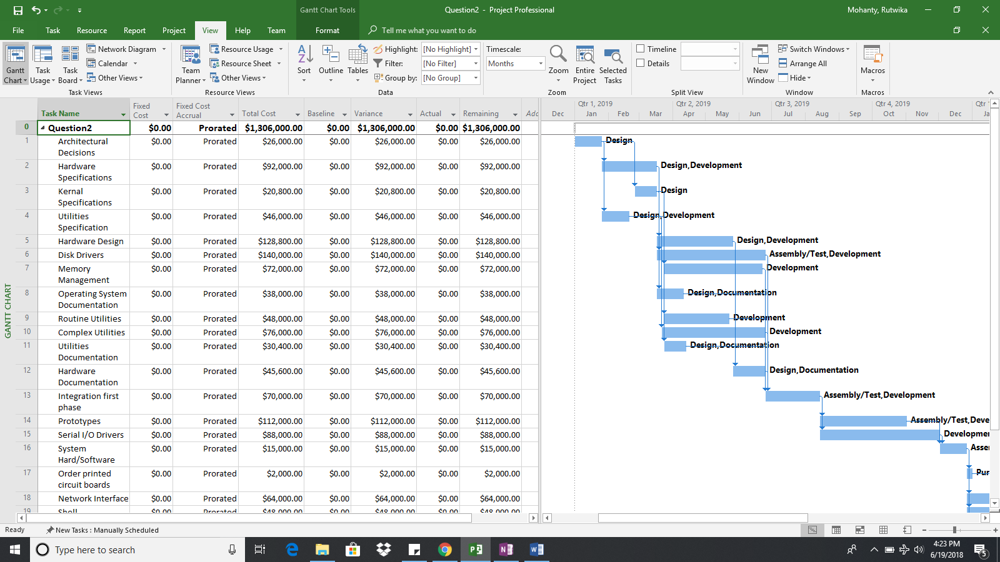 Gantt Chart Tools
Question2 - Project Professional
Mohanty, Rutwika
File Task Resource Report Project View Help Team Format Tell me what you want to do
Gantt Chart
Task Usage
Task Board
Network Diagram
Calendar
Other Views
Task Views
Team Planner
Resource Usage
Resource Sheet
Other Views
Resource Views
Sort
Outline
Tables
Highlight: [No Highlight]
Filter: [No Filter]
Group by: [No Group]
Data
Timescale:
Months
Zoom
Entire Project
Selected Tasks
Zoom
Timeline
Details
Split View
New Window
Switch Windows
Arrange All
Hide
Window
Macros
Macros
Task Name Fixed Cost Fixed Cost Accrual Total Cost Baseline Variance Actual Remaining Add
0 Question2 $0.00 Prorated $1,306,000.00 $0.00 $1,306,000.00 $0.00 $1,306,000.00
1 Architectural Decisions $0.00 Prorated $26,000.00 $0.00 $26,000.00 $0.00 $26,000.00
2 Hardware Specifications $0.00 Prorated $92,000.00 $0.00 $92,000.00 $0.00 $92,000.00
3 Kernal Specifications $0.00 Prorated $20,800.00 $0.00 $20,800.00 $0.00 $20,800.00
4 Utilities Specification $0.00 Prorated $46,000.00 $0.00 $46,000.00 $0.00 $46,000.00
5 Hardware Design $0.00 Prorated $128,800.00 $0.00 $128,800.00 $0.00 $128,800.00
6 Disk Drivers $0.00 Prorated $140,000.00 $0.00 $140,000.00 $0.00 $140,000.00
7 Memory Management $0.00 Prorated $72,000.00 $0.00 $72,000.00 $0.00 $72,000.00
8 Operating System Documentation $0.00 Prorated $38,000.00 $0.00 $38,000.00 $0.00 $38,000.00
9 Routine Utilities $0.00 Prorated $48,000.00 $0.00 $48,000.00 $0.00 $48,000.00
10 Complex Utilities $0.00 Prorated $76,000.00 $0.00 $76,000.00 $0.00 $76,000.00
11 Utilities Documentation $0.00 Prorated $30,400.00 $0.00 $30,400.00 $0.00 $30,400.00
12 Hardware Documentation $0.00 Prorated $45,600.00 $0.00 $45,600.00 $0.00 $45,600.00
13 Integration first phase $0.00 Prorated $70,000.00 $0.00 $70,000.00 $0.00 $70,000.00
14 Prototypes $0.00 Prorated $112,000.00 $0.00 $112,000.00 $0.00 $112,000.00
15 Serial I/O Drivers $0.00 Prorated $88,000.00 $0.00 $88,000.00 $0.00 $88,000.00
16 System Hard/Software $0.00 Prorated $15,000.00 $0.00 $15,000.00 $0.00 $15,000.00
17 Order printed circuit boards $0.00 Prorated $2,000.00 $0.00 $2,000.00 $0.00 $2,000.00
18 Network Interface $0.00 Prorated $64,000.00 $0.00 $64,000.00 $0.00 $64,000.00
19 Shell $0.00 Prorated $48,000.00 $0.00 $48,000.00 $0.00 $48,000.00
GANTT CHART
Qtr 1, 2019 Qtr 2, 2019 Qtr 3, 2019 Qtr 4, 2019 Qtr
Dec Jan Feb Mar Apr May Jun Jul Aug Sep Oct Nov Dec Ja
Design
Design,Development
Design
Design,Development
Design,Development
Assembly/Test,Development
Development
Design,Documentation
Development
Development
Design,Documentation
Design,Documentation
Assembly/Test,Development
Assembly/Test,Deve
Developmen
Asser
Pur
Ready New Tasks : Manually Scheduled
Type here to search
4:23 PM
6/19/2018
5